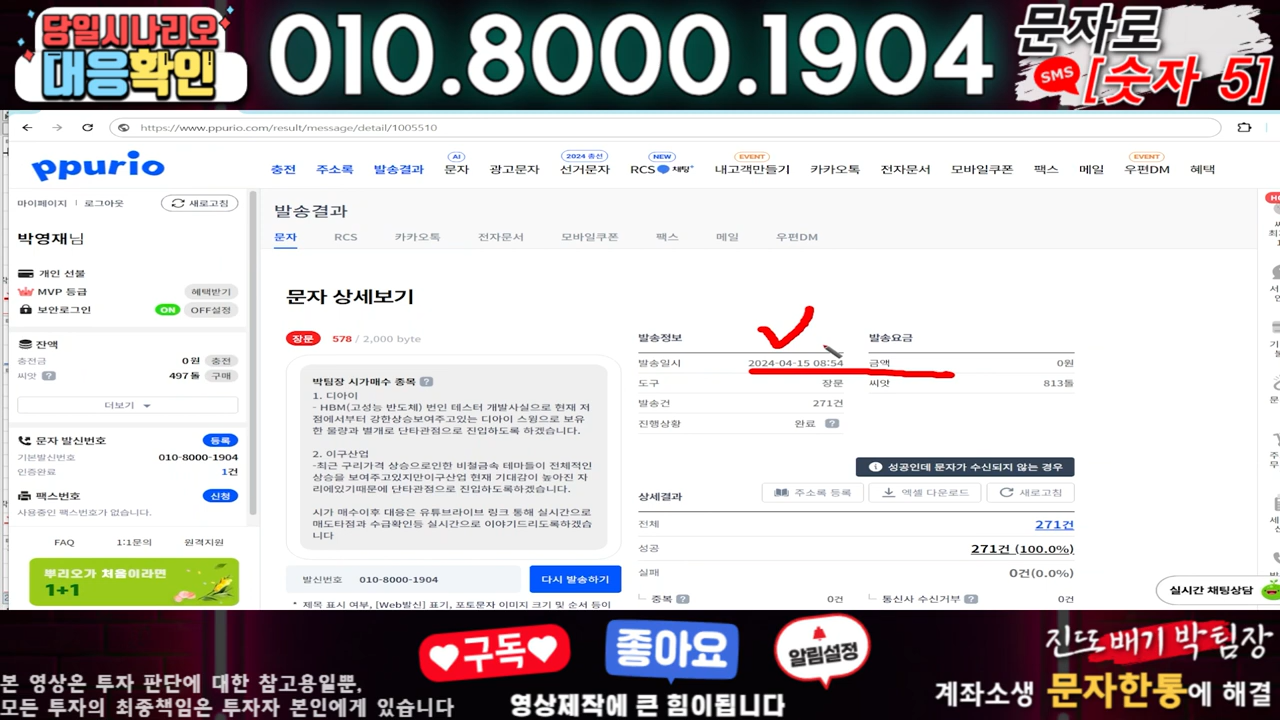 당일시나리오
대응확인
010.8000.1904
문자로
SMS [숫자 5]
https://www.ppurio.com/result/message/detail/1005510
ppurio
AI
2024 총선
NEW
EVENT
EVENT
충전 주소록 발송결과 문자 광고문자 선거문자 RCS 채팅+ 내고객만들기 카카오톡 전자문서 모바일쿠폰 팩스 메일 우편DM 혜택
마이페이지 | 로그아웃 새로고침
박영재님
개인 선불
MVP 등급 혜택받기
보안로그인 ON OFF설정
잔액
충전금 0원 충전
씨앗 ? 497톨 구매
더보기
문자 발신번호 등록
기본발신번호 010-8000-1904
인증완료 1건
팩스번호 신청
사용중인 팩스번호가 없습니다.
FAQ 1:1문의 원격지원
뿌리오가 처음이라면
1+1
발송결과
문자 RCS 카카오톡 전자문서 모바일쿠폰 팩스 메일 우편DM
문자 상세보기
장문 578 / 2,000 byte
박팀장 시가매수 종목 ?
1. 디아이
- HBM(고성능 반도체) 번인 테스터 개발사실으로 현재 저
점에서부터 강한상승보여주고있는 디아이 스윙으로 보유
한 물량과 별개로 단타관점으로 진입하도록 하겠습니다.
2. 이구산업
-최근 구리가격 상승으로인한 비철금속 테마들이 전체적인
상승을 보여주고있지만이구산업 현재 기대감이 높아진 자
리에있기때문에 단타관점으로 진입하도록하겠습니다.
시가 매수이후 대응은 유튜브라이브 링크 통해 실시간으로
매도타점과 수급확인등 실시간으로 이야기드리도록하겠습
니다
발신번호 010-8000-1904 다시 발송하기
* 제목 표시 여부, [Web발신] 표기, 포토문자 이미지 크기 및 순서 등이
발송정보
발송일시 2024-04-15 08:54
도구 장문
발송건 271건
진행상황 완료 ?
발송요금
금액 0원
씨앗 813톨
성공인데 문자가 수신되지 않는 경우
상세결과 주소록 등록 엑셀 다운로드 새로고침
전체 271건
성공 271건 (100.0%)
실패 0건(0.0%)
중복 ? 0건 통신사 수신거부 ? 0건
실시간 채팅상담
구독
좋아요
알림설정
영상제작에 큰 힘이됩니다
본 영상은 투자 판단에 대한 참고용일뿐,
모든 투자의 최종책임은 투자자 본인에게 있습니다
진또배기 박팀장
계좌소생 문자한통에 해결